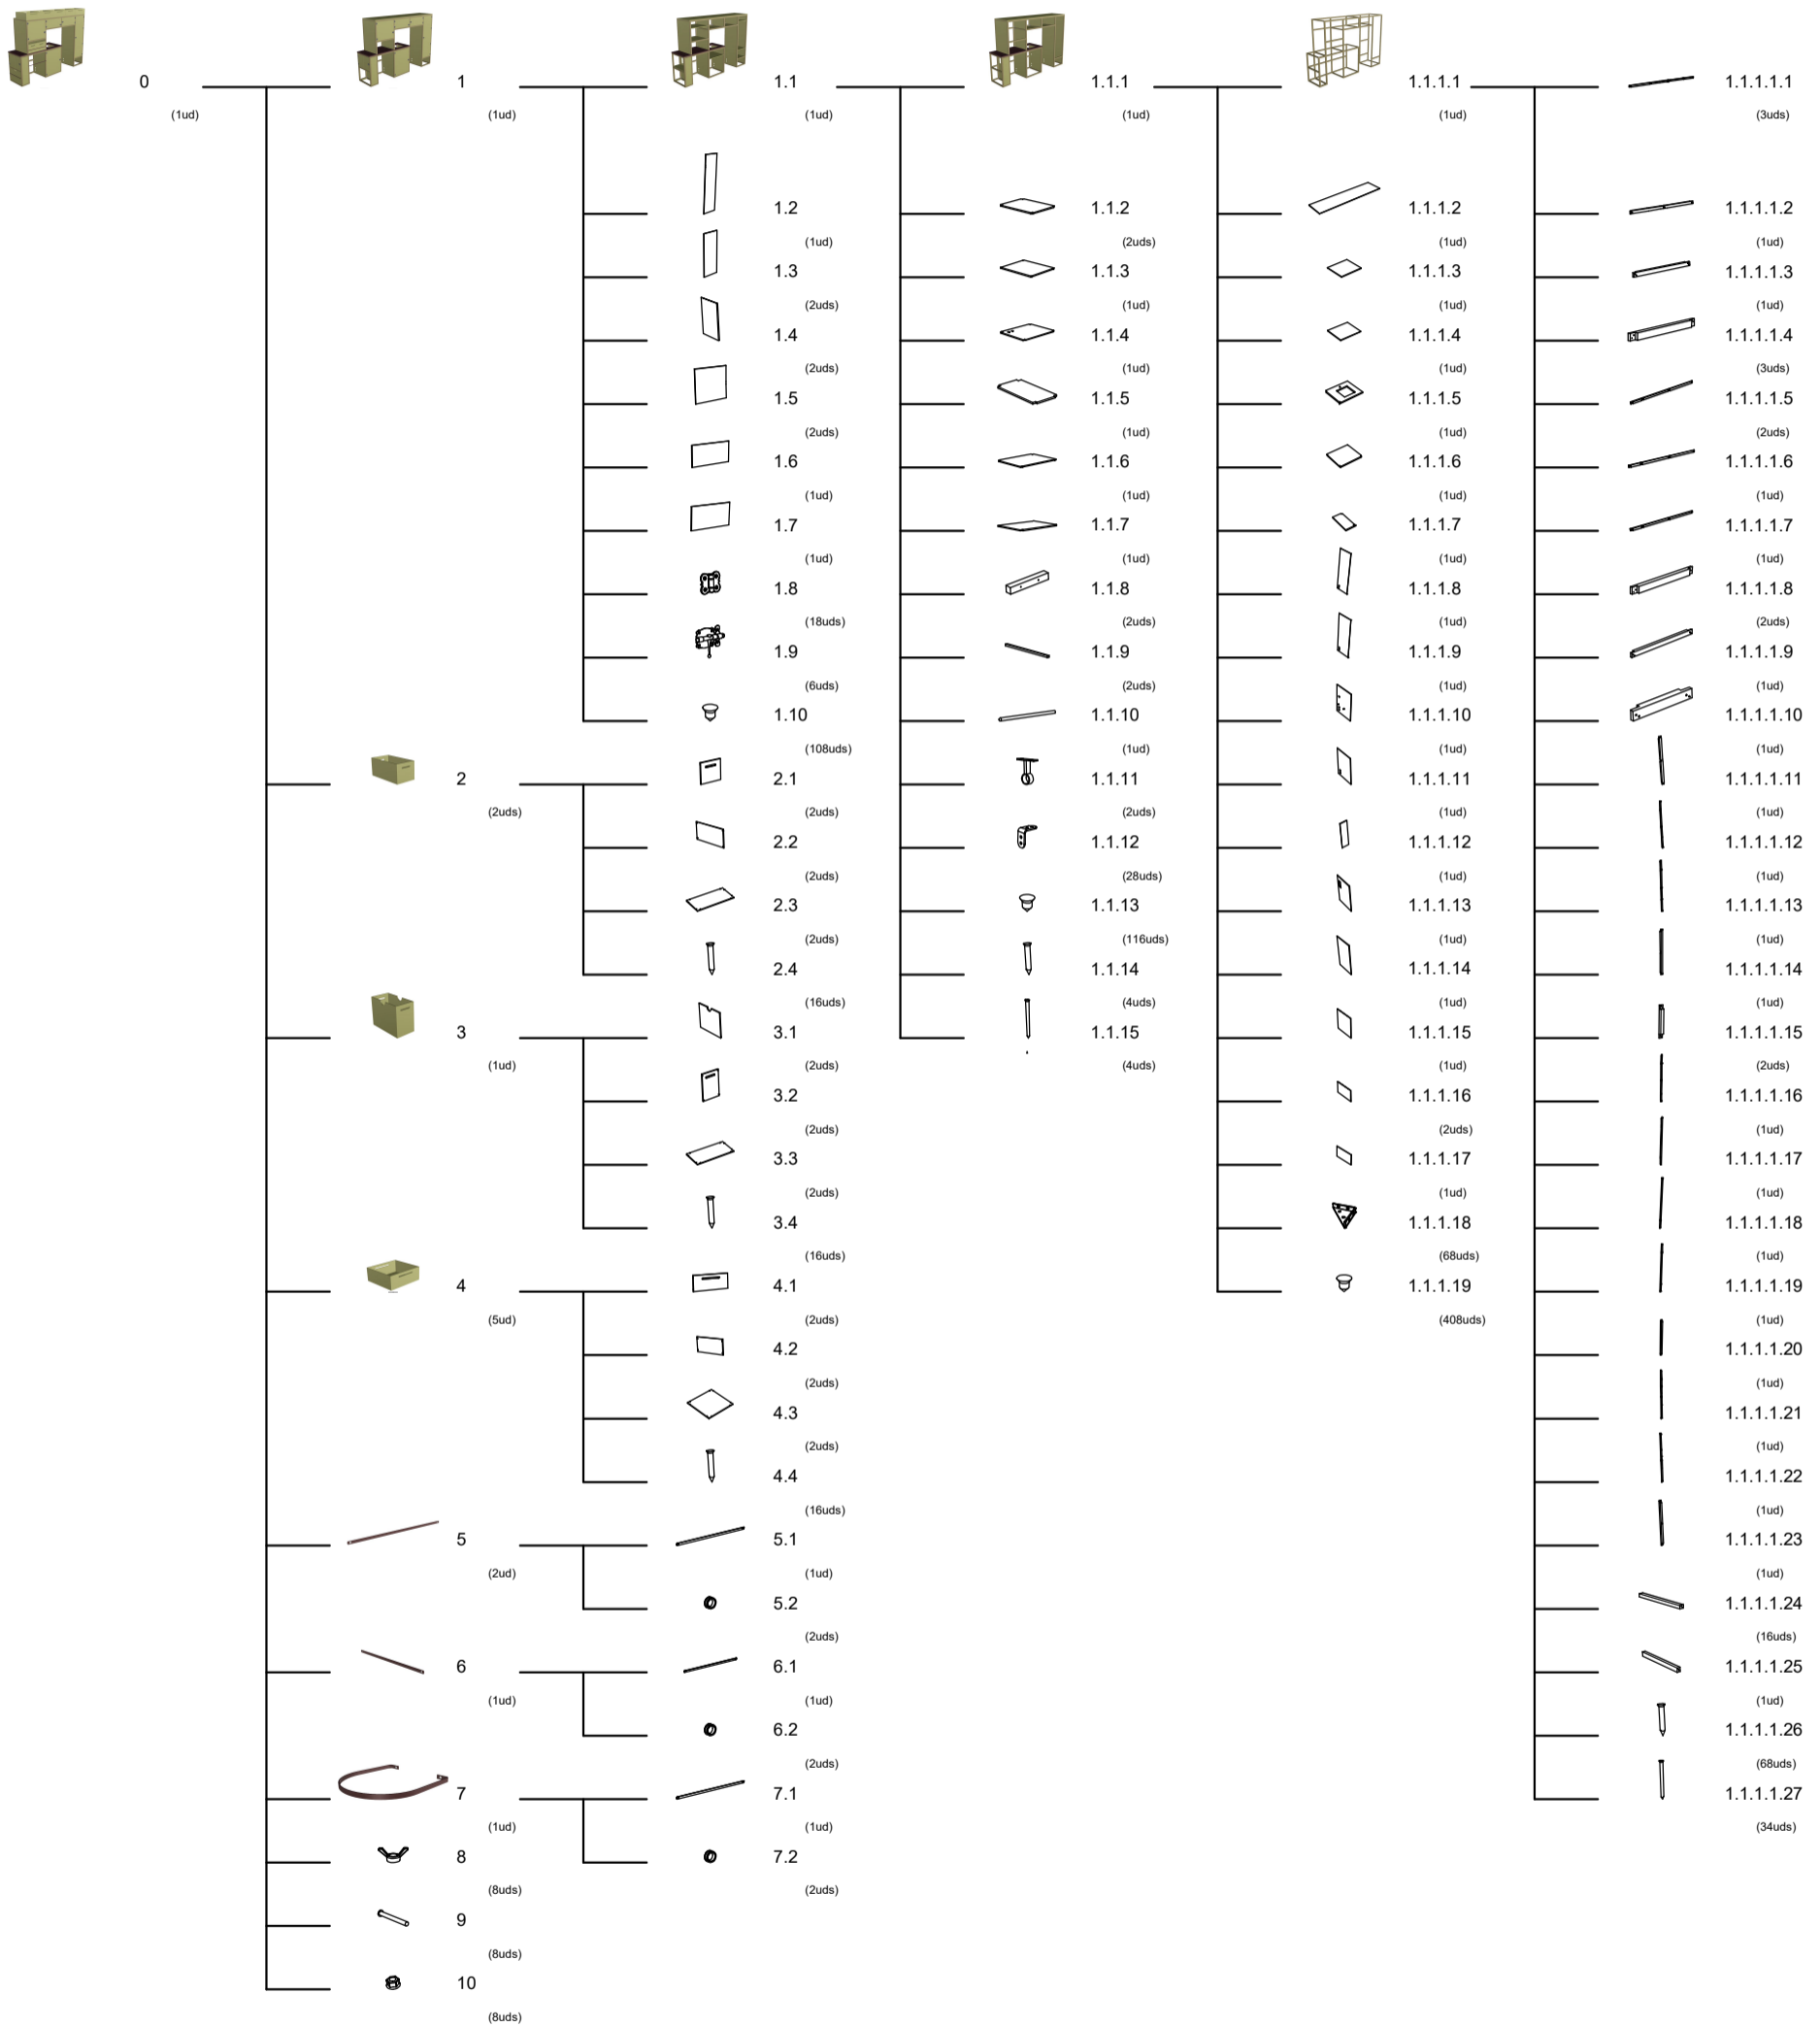 0 1 1.1 1.1.1 1.1.1.1 1.1.1.1.1
(1ud) (1ud) (1ud) (1ud) (1ud) (3uds)
1.2 1.1.2 1.1.1.2 1.1.1.1.2
(1ud) (2uds) (1ud) (1ud)
1.3 1.1.3 1.1.1.3 1.1.1.1.3
(2uds) (1ud) (1ud) (1ud)
1.4 1.1.4 1.1.1.4 1.1.1.1.4
(2uds) (1ud) (1ud) (3uds)
1.5 1.1.5 1.1.1.5 1.1.1.1.5
(2uds) (1ud) (1ud) (2uds)
1.6 1.1.6 1.1.1.6 1.1.1.1.6
(1ud) (1ud) (1ud) (1ud)
1.7 1.1.7 1.1.1.7 1.1.1.1.7
(1ud) (1ud) (1ud) (1ud)
1.8 1.1.8 1.1.1.8 1.1.1.1.8
(18uds) (2uds) (1ud) (2uds)
1.9 1.1.9 1.1.1.9 1.1.1.1.9
(6uds) (2uds) (1ud) (1ud)
1.10 1.1.10 1.1.1.10 1.1.1.1.10
(108uds) (1ud) (1ud) (1ud)
2 2.1 1.1.11 1.1.1.11 1.1.1.1.11
(2uds) (2uds) (2uds) (1ud) (1ud)
2.2 1.1.12 1.1.1.12 1.1.1.1.12
(2uds) (28uds) (1ud) (1ud)
2.3 1.1.13 1.1.1.13 1.1.1.1.13
(2uds) (116uds) (1ud) (1ud)
2.4 1.1.14 1.1.1.14 1.1.1.1.14
(16uds) (4uds) (1ud) (1ud)
3 3.1 1.1.15 1.1.1.15 1.1.1.1.15
(1ud) (2uds) (4uds) (1ud) (2uds)
3.2 1.1.1.16 1.1.1.1.16
(2uds) (2uds) (1ud)
3.3 1.1.1.17 1.1.1.1.17
(2uds) (1ud) (1ud)
3.4 1.1.1.18 1.1.1.1.18
(16uds) (68uds) (1ud)
4 4.1 1.1.1.19 1.1.1.1.19
(5ud) (2uds) (408uds) (1ud)
4.2 1.1.1.1.20
(2uds) (1ud)
4.3 1.1.1.1.21
(2uds) (1ud)
4.4 1.1.1.1.22
(16uds) (1ud)
5 5.1 1.1.1.1.23
(2ud) (1ud) (1ud)
5.2 1.1.1.1.24
(2uds) (16uds)
6 6.1 1.1.1.1.25
(1ud) (1ud) (1ud)
6.2 1.1.1.1.26
(2uds) (68uds)
7 7.1 1.1.1.1.27
(1ud) (1ud) (34uds)
8 7.2
(8uds) (2uds)
9
(8uds)
10
(8uds)